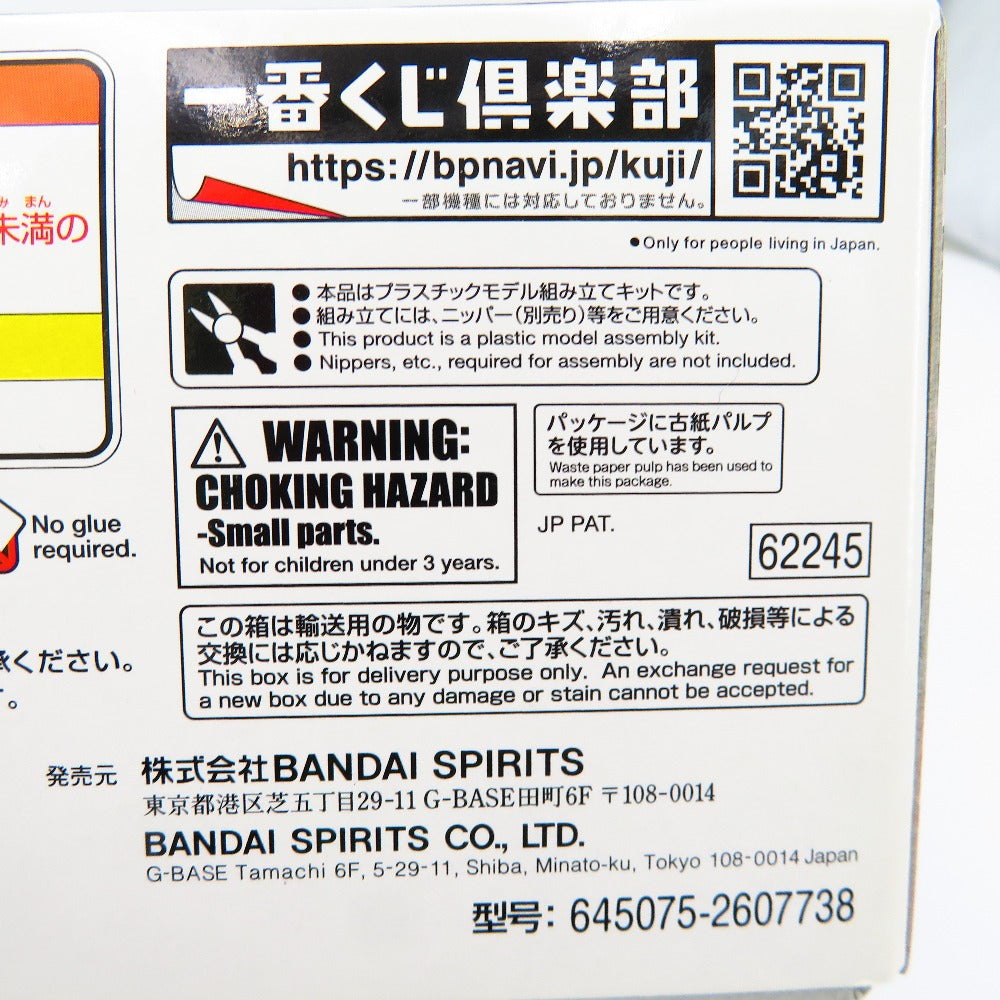 一番くじ倶楽部
https://bpnavi.jp/kuji/
一部機種には対応しておりません。
●Only for people living in Japan.
み まん
未満の
● 本品はプラスチックモデル組み立てキットです。
● 組み立てには、ニッパー(別売り)等をご用意ください。
● This product is a plastic model assembly kit.
● Nippers, etc., required for assembly are not included.
WARNING:
CHOKING HAZARD
-Small parts.
Not for children under 3 years.
パッケージに古紙パルプ
を使用しています。
Waste paper pulp has been used to
make this package.
JP PAT.
62245
No glue
required.
この箱は輸送用の物です。箱のキズ、汚れ、潰れ、破損等による
交換には応じかねますので、ご了承ください。
This box is for delivery purpose only. An exchange request for
a new box due to any damage or stain cannot be accepted.
承ください。
す。
発売元 株式会社BANDAI SPIRITS
東京都港区芝五丁目29-11 G-BASE田町6F 〒108-0014
BANDAI SPIRITS CO., LTD.
G-BASE Tamachi 6F, 5-29-11, Shiba, Minato-ku, Tokyo 108-0014 Japan
型号: 645075-2607738